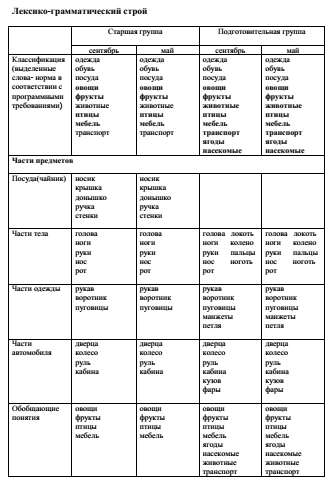 Лексико-грамматический строй
Старшая группа Подготовительная группа
сентябрь май сентябрь май
Классификация одежда одежда одежда одежда
(выделенные обувь обувь обувь обувь
слова- норма в посуда посуда посуда посуда
соответствии с овощи овощи овощи овощи
программными фрукты фрукты фрукты фрукты
требованиями) животные животные животные животные
птицы птицы птицы птицы
мебель мебель мебель мебель
транспорт транспорт транспорт транспорт
ягоды ягоды
насекомые насекомые
Части предметов
Посуда(чайник) носик носик
крышка крышка
донышко донышко
ручка ручка
стенки стенки
Части тела голова голова голова локоть голова локоть
ноги ноги ноги колено ноги колено
руки руки руки пальцы руки пальцы
нос нос нос ноготь нос ноготь
рот рот рот рот
Части одежды рукав рукав рукав рукав
воротник воротник воротник воротник
пуговицы пуговицы пуговицы пуговицы
манжеты манжеты
петля петля
Части дверца дверца дверца дверца
автомобиля колесо колесо колесо колесо
руль руль руль руль
кабина кабина кабина кабина
кузов кузов
фары фары
Обобщающие овощи овощи овощи овощи
понятия фрукты фрукты фрукты фрукты
птицы птицы птицы птицы
мебель мебель мебель мебель
ягоды ягоды
насекомые насекомые
животные животные
транспорт транспорт